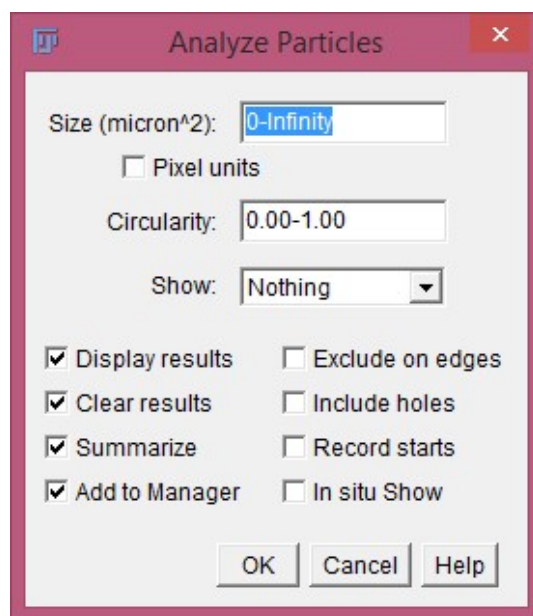 Analyze Particles
Size (micron^2): 0-Infinity
Pixel units
Circularity: 0.00-1.00
Show: Nothing
Display results Exclude on edges
Clear results Include holes
Summarize Record starts
Add to Manager In situ Show
OK Cancel Help